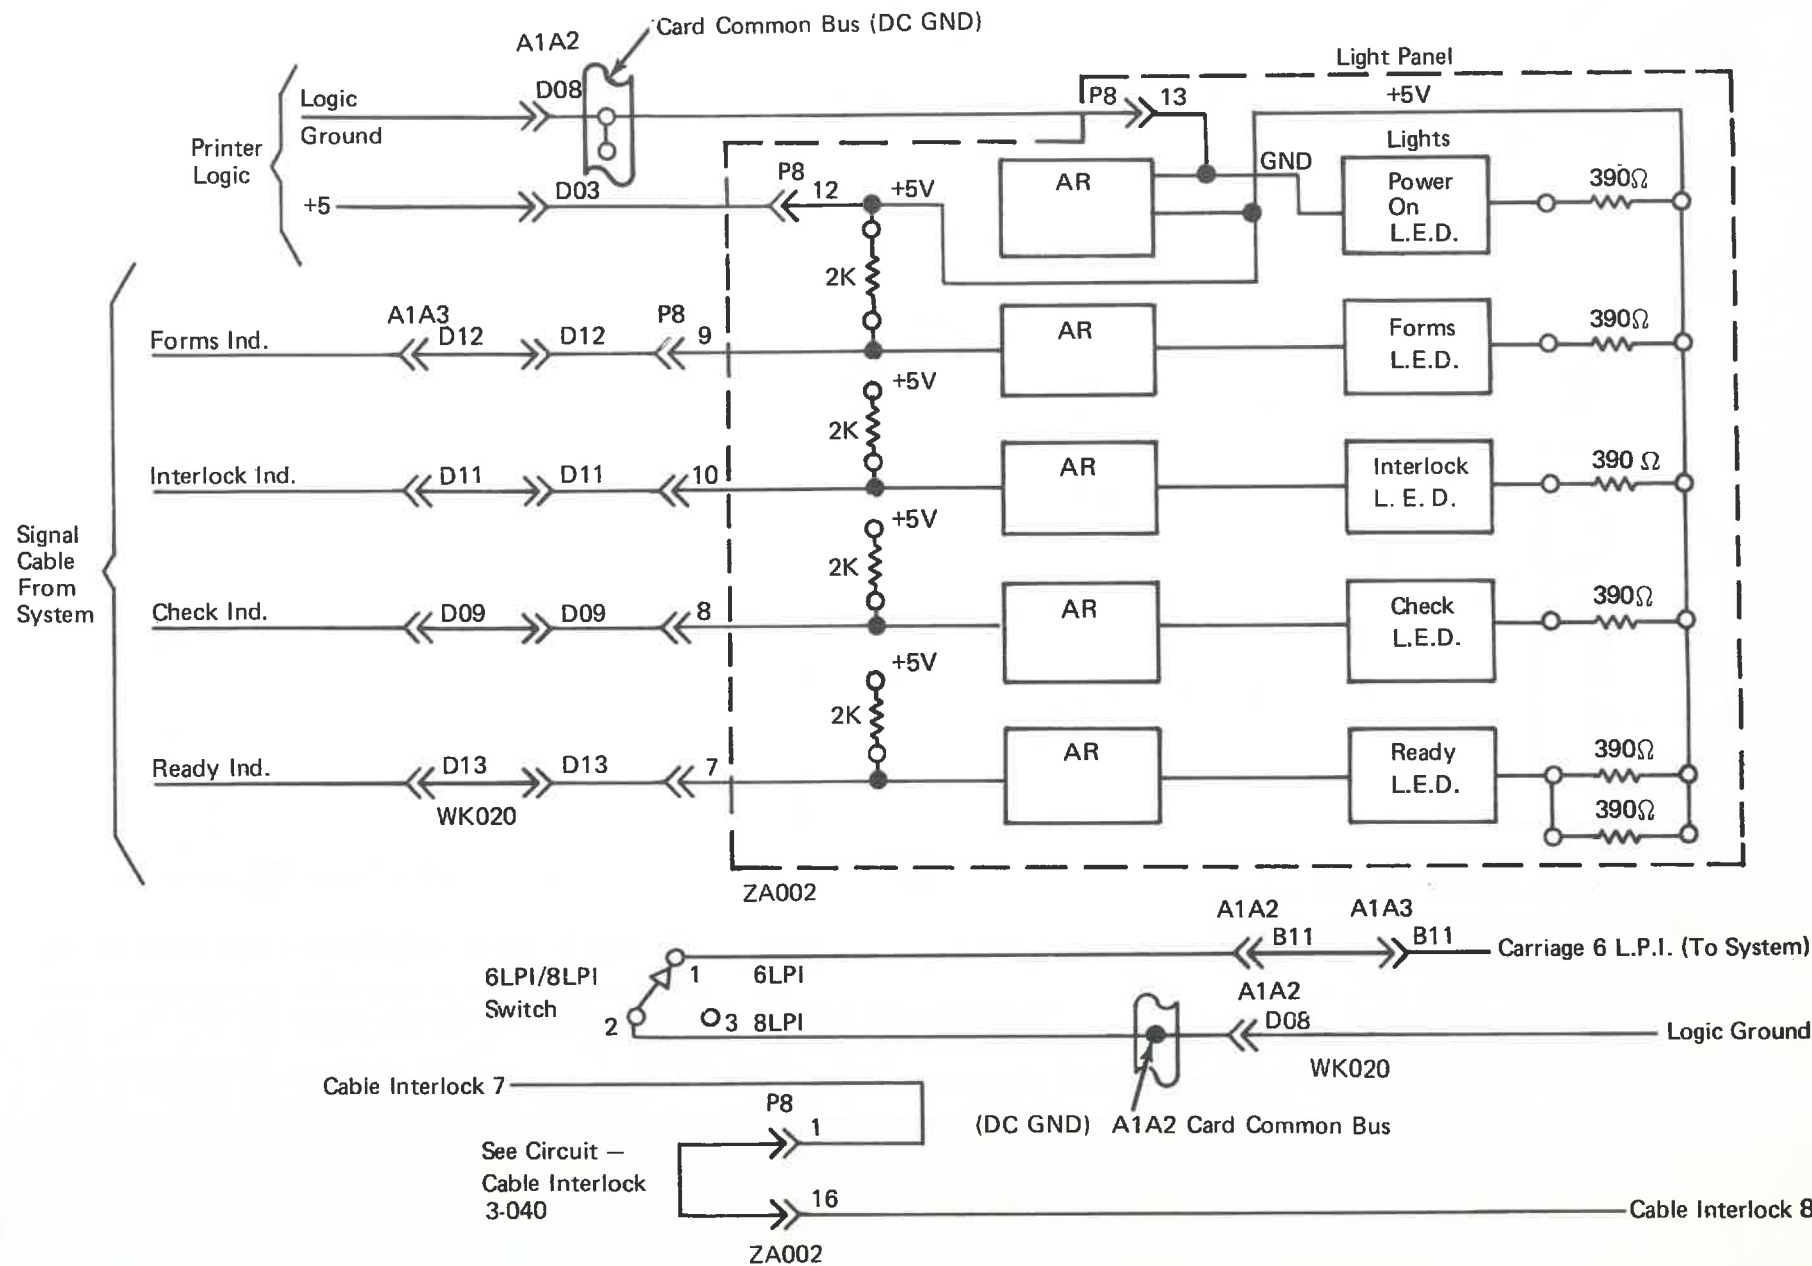 Card Common Bus (DC GND)
A1A2
Light Panel
D08
P8
13
+5V
Logic
Ground
Printer
Logic
Lights
GND
AR
Power
On
L.E.D.
390Ω
+5
D03
P8
12
+5V
2K
A1A3
Forms Ind.
D12
D12
P8
9
AR
Forms
L.E.D.
390Ω
+5V
2K
Interlock Ind.
D11
D11
10
AR
Interlock
L. E. D.
390 Ω
+5V
2K
Signal
Cable
From
System
Check Ind.
D09
D09
8
AR
Check
L.E.D.
390Ω
+5V
2K
Ready Ind.
D13
D13
7
AR
Ready
L.E.D.
390Ω
390Ω
WK020
ZA002
A1A2
A1A3
B11
B11
Carriage 6 L.P.I. (To System)
6LPI/8LPI
Switch
1
6LPI
2
3
8LPI
A1A2
D08
Logic Ground
WK020
Cable Interlock 7
P8
1
(DC GND) A1A2 Card Common Bus
See Circuit —
Cable Interlock
3-040
16
Cable Interlock 8
ZA002